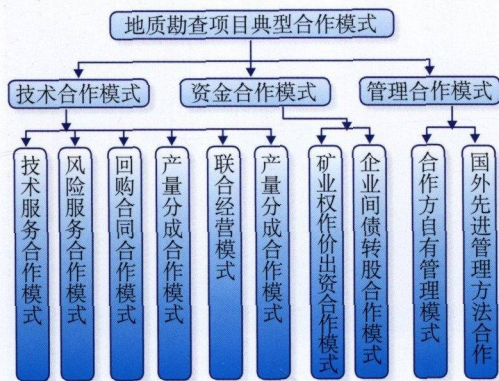 地质勘查项目典型合作模式
技术合作模式
资金合作模式
管理合作模式
技术服务合作模式
风险服务合作模式
回购合同合作模式
产量分成合作模式
联合经营模式
产量分成合作模式
矿业权作价出资合作模式
企业间债转股合作模式
合作方自有管理模式
国外先进管理方法合作